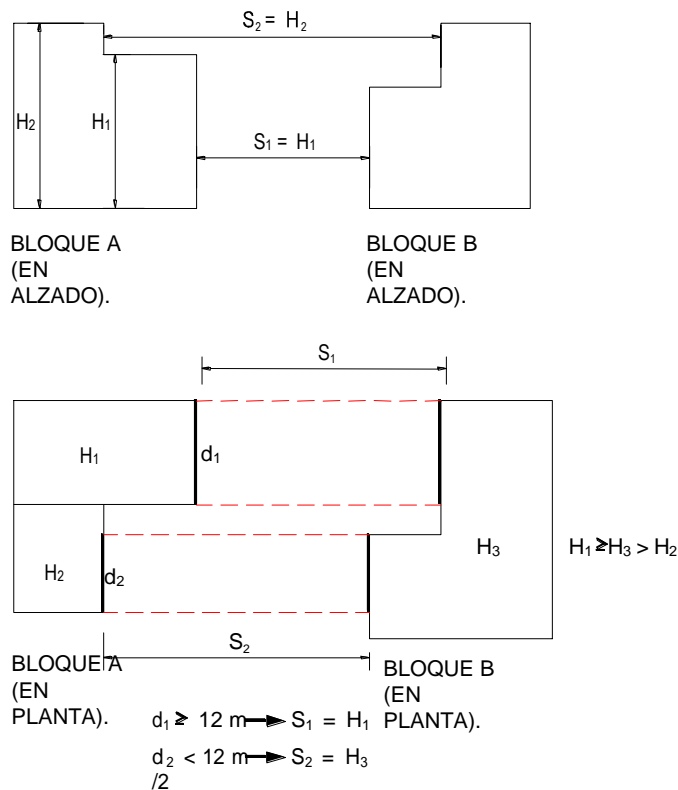 S₂ = H₂
H₂
H₁
S₁ = H₁
BLOQUE A
(EN
ALZADO).
BLOQUE B
(EN
ALZADO).
S₁
H₁
d₁
H₂
d₂
H₃
H₁ ≥ H₃ > H₂
S₂
BLOQUE A
(EN
PLANTA).
BLOQUE B
(EN
PLANTA).
d₁ ≥ 12 m → S₁ = H₁
d₂ < 12 m → S₂ = H₃
/2